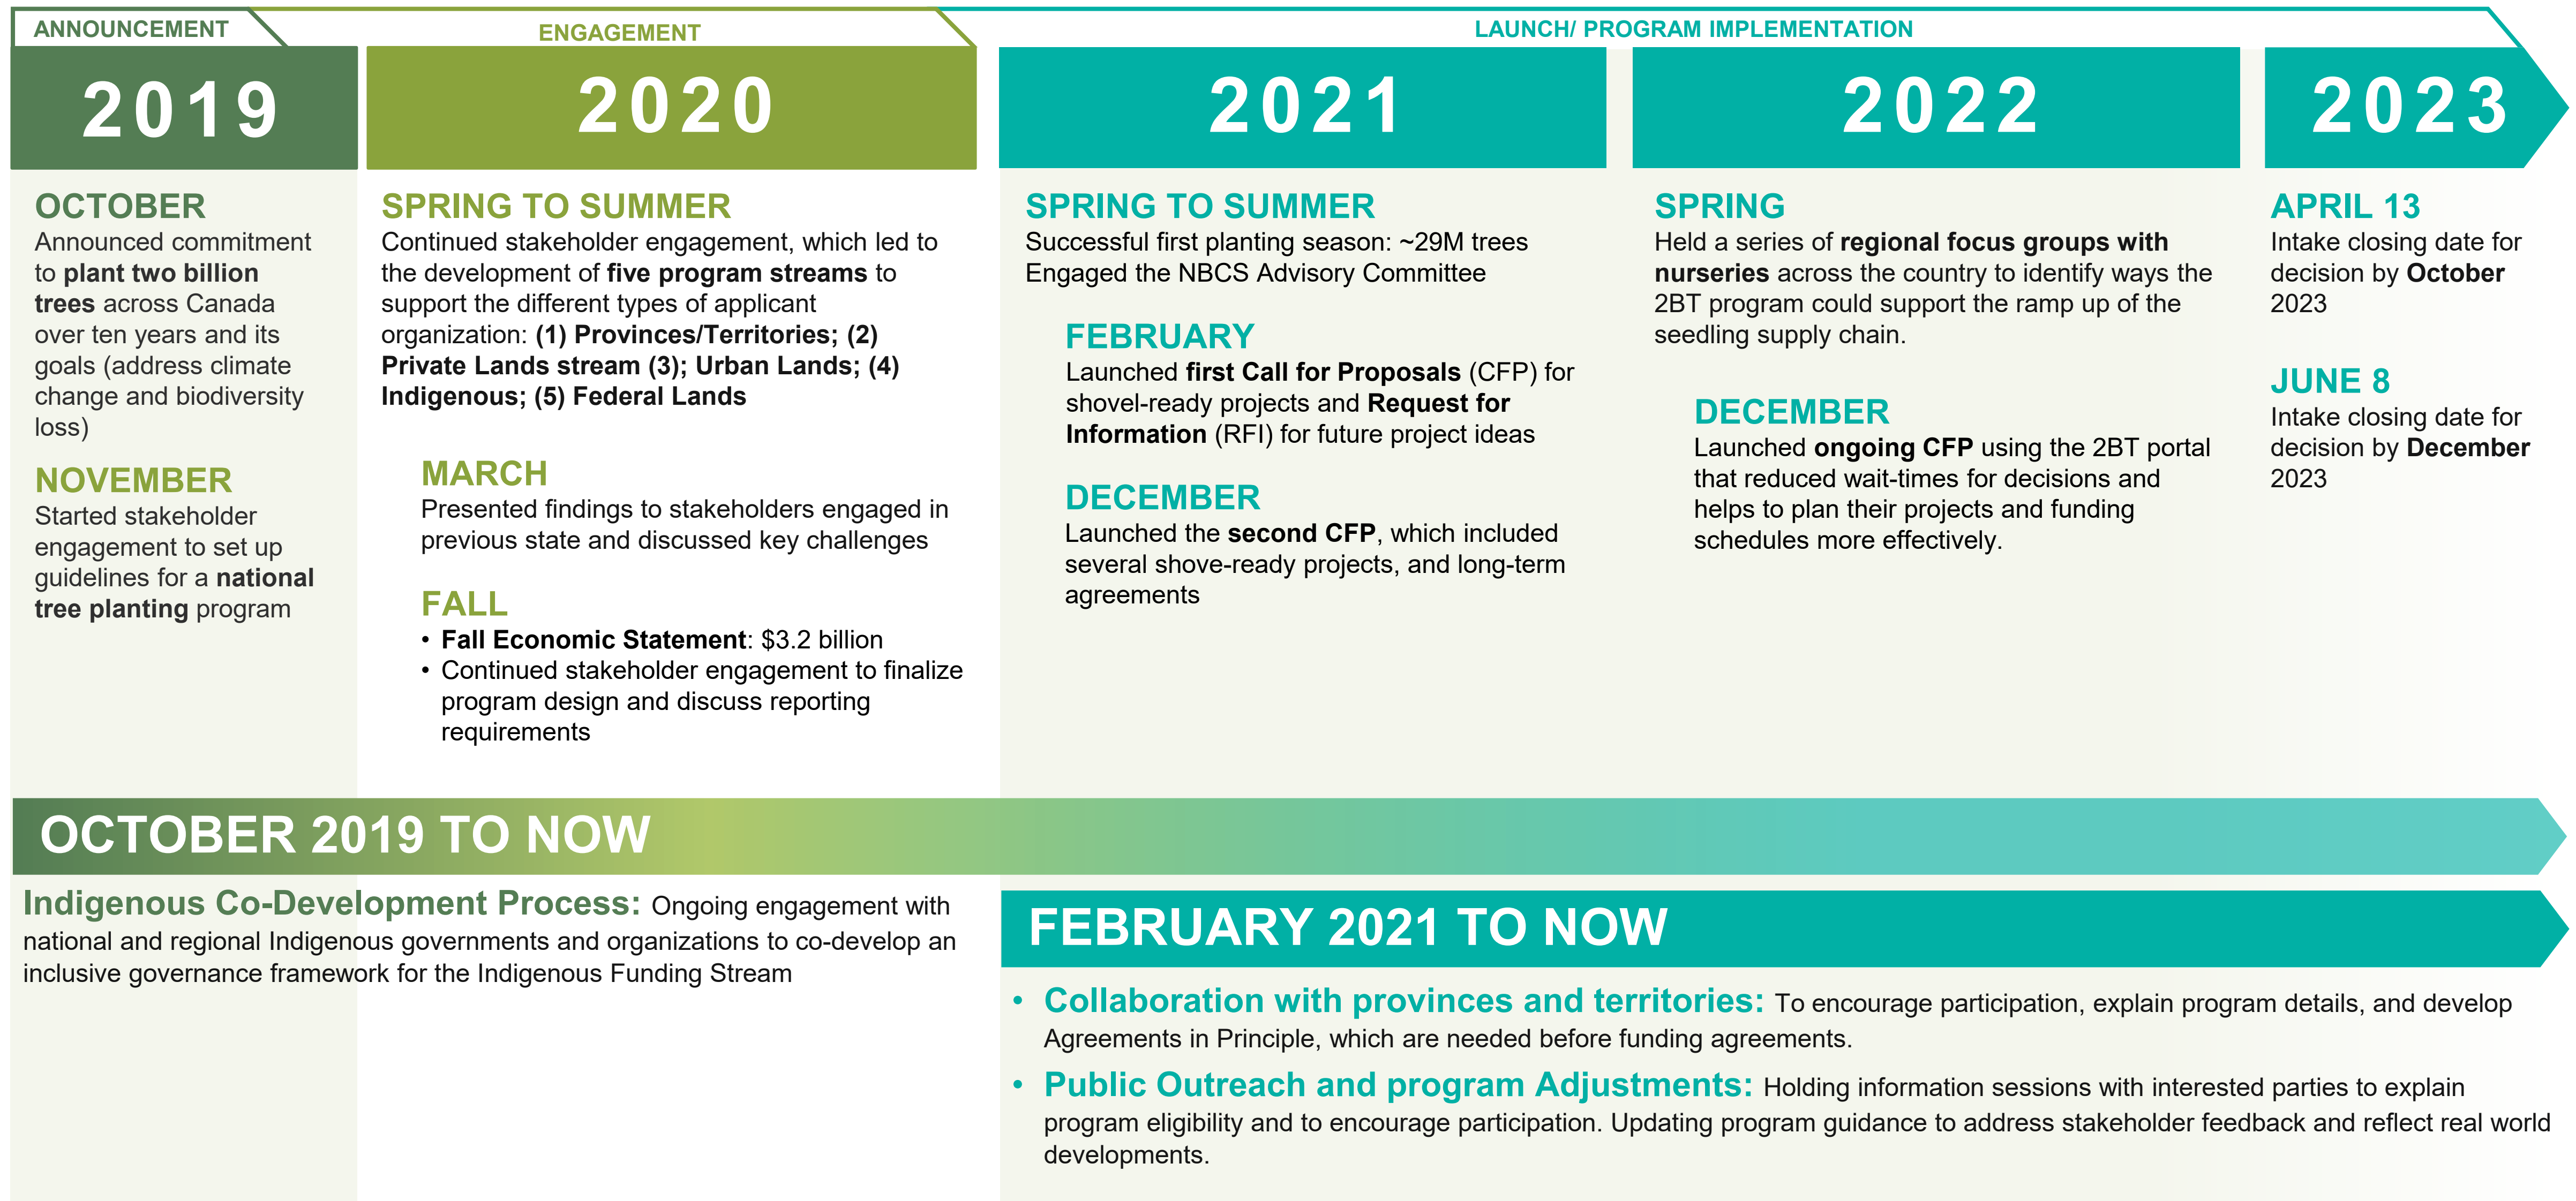 ANNOUNCEMENT
ENGAGEMENT
LAUNCH/ PROGRAM IMPLEMENTATION
2019
2020
2021
2022
2023
OCTOBER
Announced commitment
to plant two billion
trees across Canada
over ten years and its
goals (address climate
change and biodiversity
loss)
NOVEMBER
Started stakeholder
engagement to set up
guidelines for a national
tree planting program
SPRING TO SUMMER
Continued stakeholder engagement, which led to
the development of five program streams to
support the different types of applicant
organization: (1) Provinces/Territories; (2)
Private Lands stream (3); Urban Lands; (4)
Indigenous; (5) Federal Lands
MARCH
Presented findings to stakeholders engaged in
previous state and discussed key challenges
FALL
• Fall Economic Statement: $3.2 billion
• Continued stakeholder engagement to finalize
program design and discuss reporting
requirements
SPRING TO SUMMER
Successful first planting season: ~29M trees
Engaged the NBCS Advisory Committee
FEBRUARY
Launched first Call for Proposals (CFP) for
shovel-ready projects and Request for
Information (RFI) for future project ideas
DECEMBER
Launched the second CFP, which included
several shove-ready projects, and long-term
agreements
SPRING
Held a series of regional focus groups with
nurseries across the country to identify ways the
2BT program could support the ramp up of the
seedling supply chain.
DECEMBER
Launched ongoing CFP using the 2BT portal
that reduced wait-times for decisions and
helps to plan their projects and funding
schedules more effectively.
APRIL 13
Intake closing date for
decision by October
2023
JUNE 8
Intake closing date for
decision by December
2023
OCTOBER 2019 TO NOW
Indigenous Co-Development Process: Ongoing engagement with
national and regional Indigenous governments and organizations to co-develop an
inclusive governance framework for the Indigenous Funding Stream
FEBRUARY 2021 TO NOW
• Collaboration with provinces and territories: To encourage participation, explain program details, and develop
Agreements in Principle, which are needed before funding agreements.
• Public Outreach and program Adjustments: Holding information sessions with interested parties to explain
program eligibility and to encourage participation. Updating program guidance to address stakeholder feedback and reflect real world
developments.